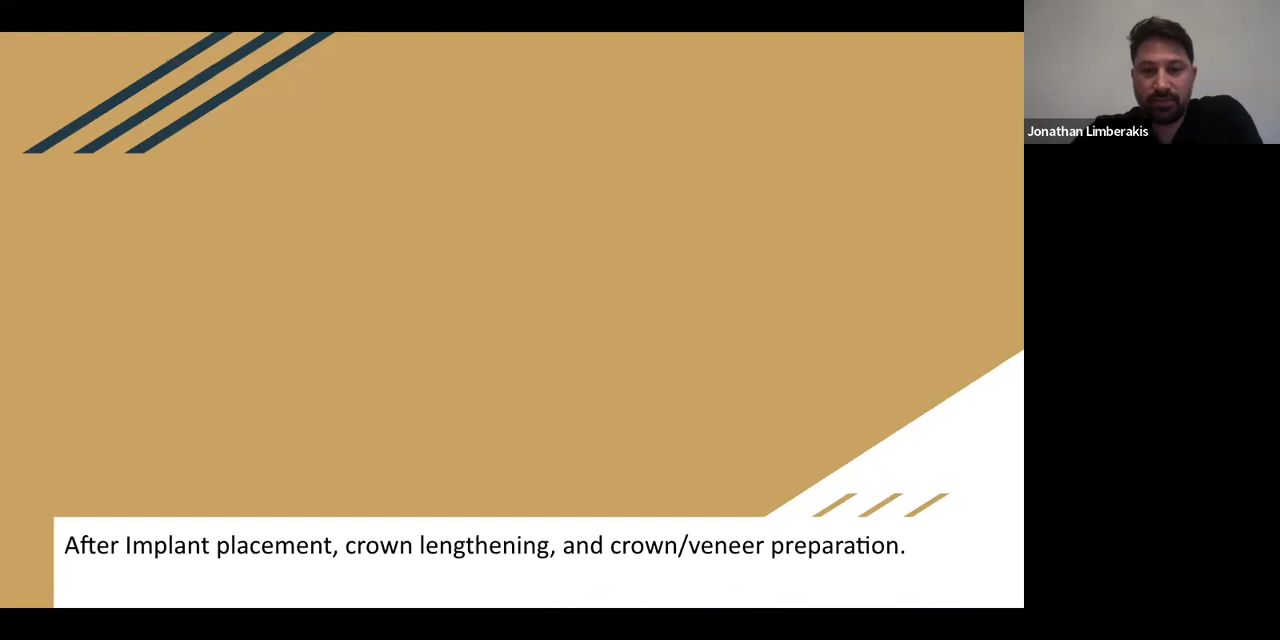 Jonathan Limberakis
After Implant placement, crown lengthening, and crown/veneer preparation.